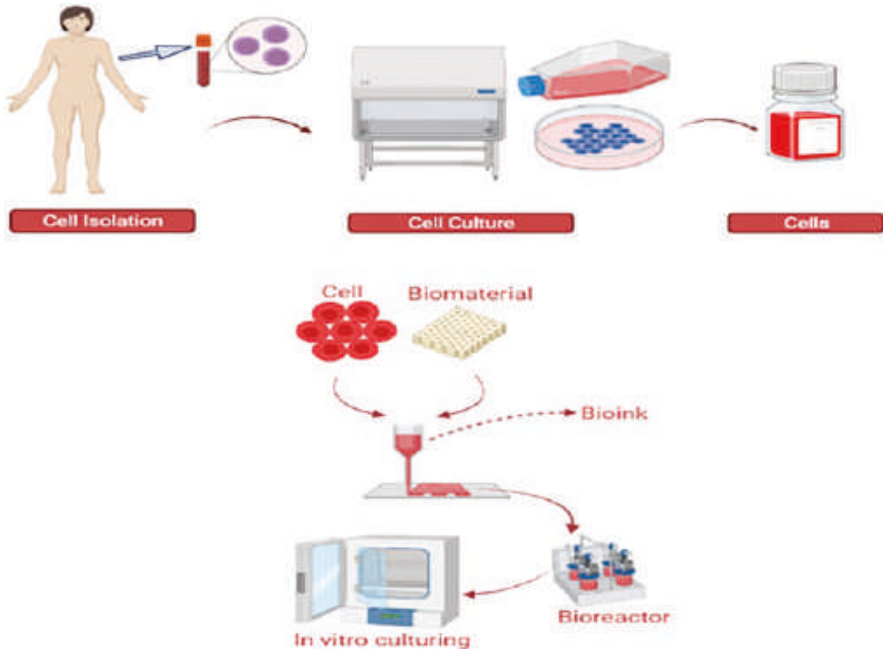 Cell Isolation
Cell Culture
Cells
Cell
Biomaterial
Bioink
Bioreactor
In vitro culturing